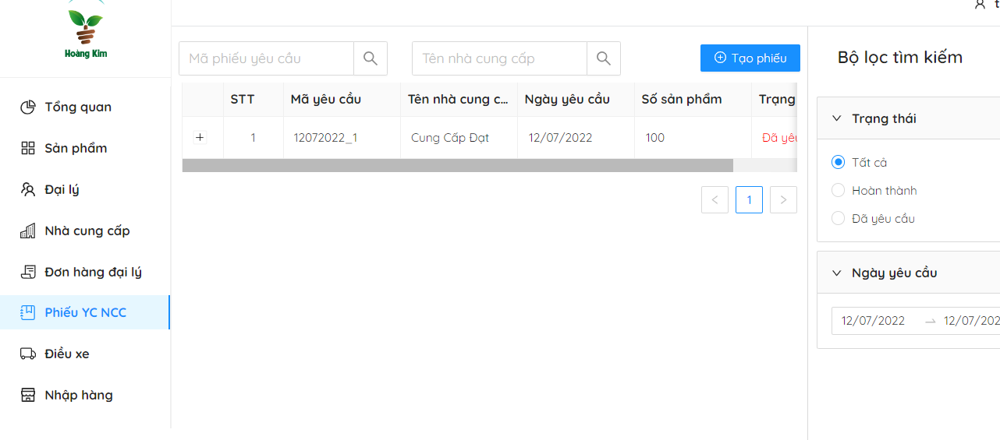 Hoàng Kim
Tổng quan
Sản phẩm
Đại lý
Nhà cung cấp
Đơn hàng đại lý
Phiếu YC NCC
Điều xe
Nhập hàng
Mã phiếu yêu cầu
Tên nhà cung cấp
Tạo phiếu
STT Mã yêu cầu Tên nhà cung c... Ngày yêu cầu Số sản phẩm Trạng
1 12072022_1 Cung Cấp Đạt 12/07/2022 100 Đã yêu
1
Bộ lọc tìm kiếm
Trạng thái
Tất cả
Hoàn thành
Đã yêu cầu
Ngày yêu cầu
12/07/2022 → 12/07/202